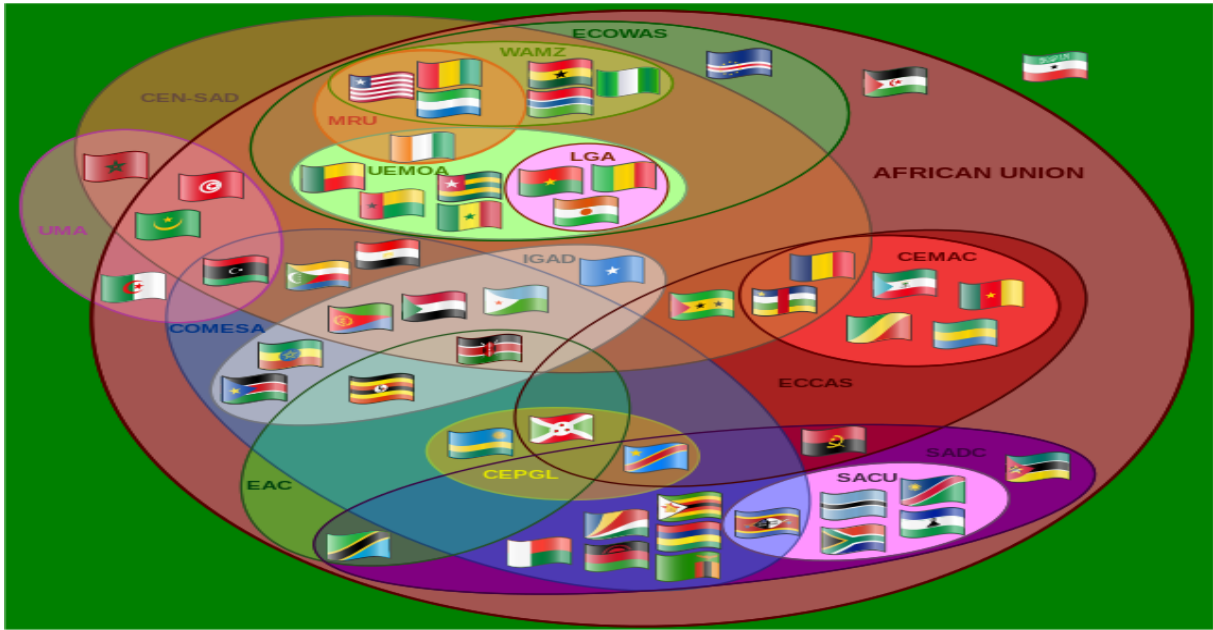 ECOWAS
WAMZ
CEN-SAD
MRU
LGA
UEMOA
AFRICAN UNION
UMA
IGAD
CEMAC
COMESA
ECCAS
SADC
CEPGL
SACU
EAC